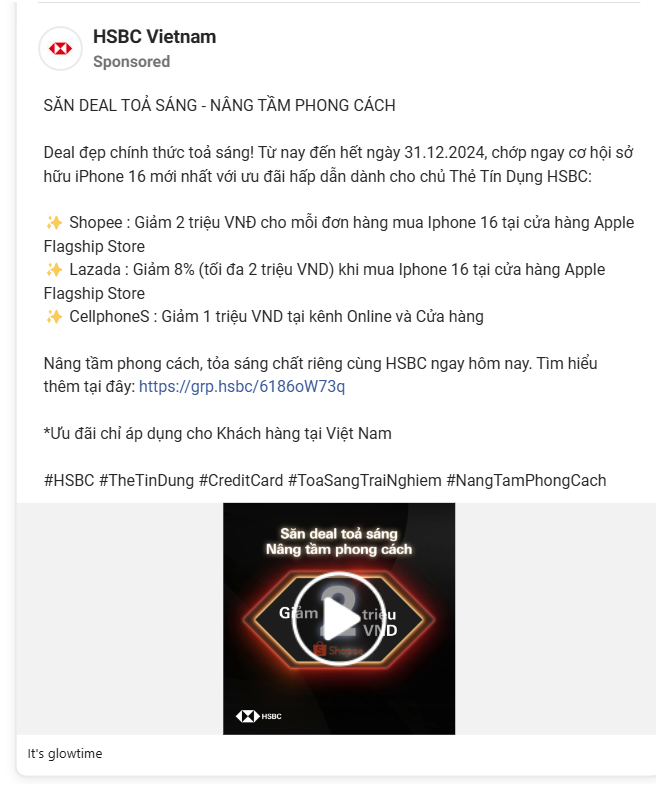 HSBC Vietnam
Sponsored
SĂN DEAL TOẢ SÁNG - NÂNG TẦM PHONG CÁCH
Deal đẹp chính thức toả sáng! Từ nay đến hết ngày 31.12.2024, chớp ngay cơ hội sở
hữu iPhone 16 mới nhất với ưu đãi hấp dẫn dành cho chủ Thẻ Tín Dụng HSBC:
✨ Shopee : Giảm 2 triệu VNĐ cho mỗi đơn hàng mua Iphone 16 tại cửa hàng Apple
Flagship Store
✨ Lazada : Giảm 8% (tối đa 2 triệu VND) khi mua Iphone 16 tại cửa hàng Apple
Flagship Store
✨ CellphoneS : Giảm 1 triệu VND tại kênh Online và Cửa hàng
Nâng tầm phong cách, tỏa sáng chất riêng cùng HSBC ngay hôm nay. Tìm hiểu
thêm tại đây: https://grp.hsbc/6186oW73q
*Ưu đãi chỉ áp dụng cho Khách hàng tại Việt Nam
#HSBC #TheTinDung #CreditCard #ToaSangTraiNghiem #NangTamPhongCach
Săn deal toả sáng
Nâng tầm phong cách
Giảm 2 triệu
VND
Shopee
HSBC
It's glowtime